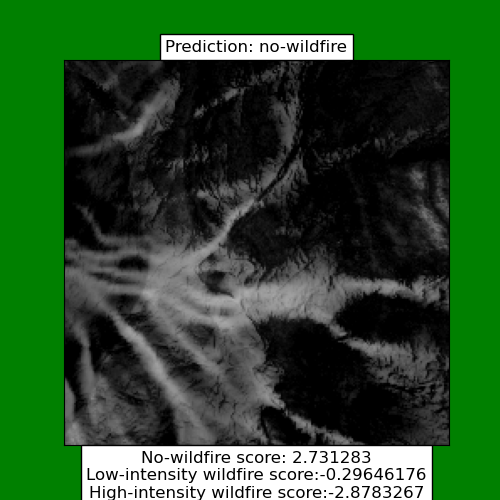 Prediction: no-wildfire
No-wildfire score: 2.731283
Low-intensity wildfire score:-0.29646176
High-intensity wildfire score:-2.8783267